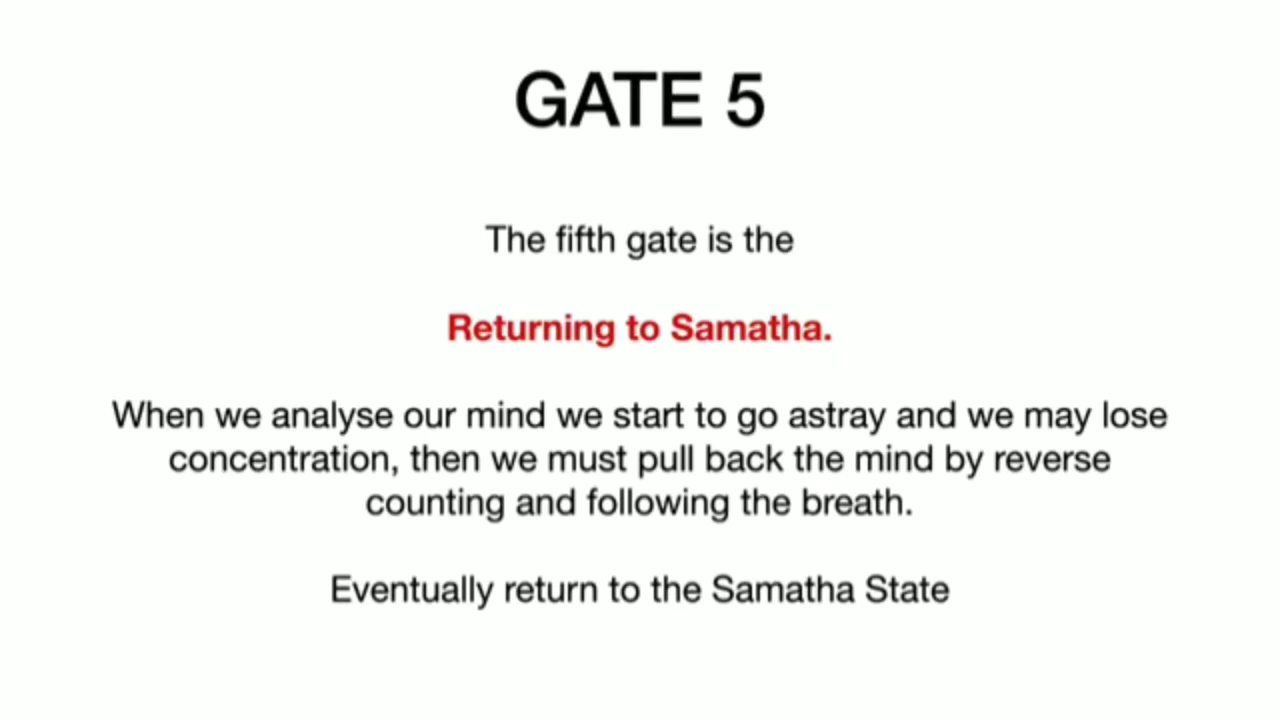 GATE 5
The fifth gate is the
Returning to Samatha.
When we analyse our mind we start to go astray and we may lose
concentration, then we must pull back the mind by reverse
counting and following the breath.
Eventually return to the Samatha State